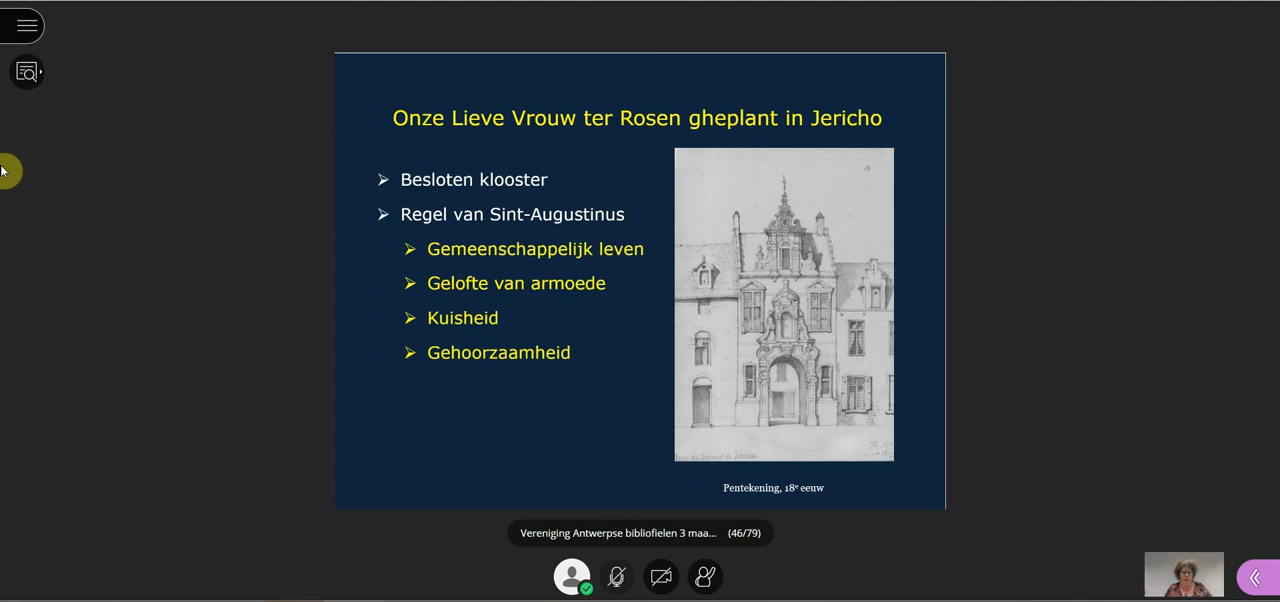 Onze Lieve Vrouw ter Rosen gheplant in Jericho
Besloten klooster
Regel van Sint-Augustinus
Gemeenschappelijk leven
Gelofte van armoede
Kuisheid
Gehoorzaamheid
Pentekening, 18e eeuw
Vereniging Antwerpse bibliofielen 3 maa... (46/79)